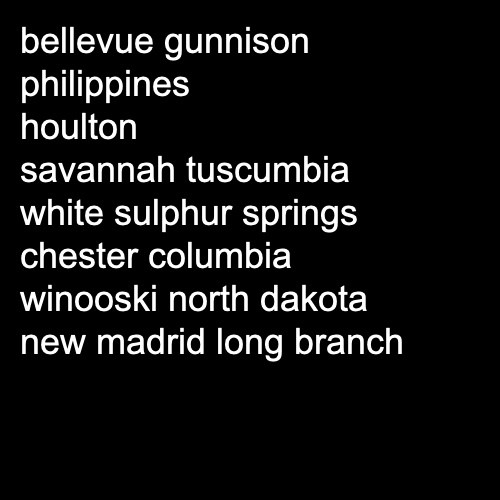 bellevue gunnison
philippines
houlton
savannah tuscumbia
white sulphur springs
chester columbia
winooski north dakota
new madrid long branch